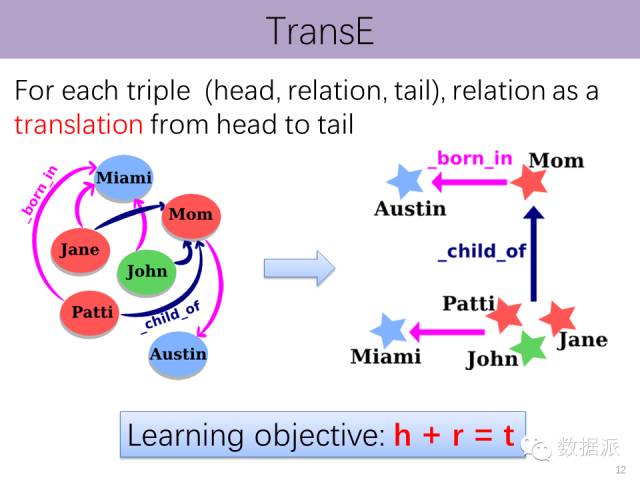 TransE
For each triple (head, relation, tail), relation as a
translation from head to tail
_born_in
Miami
Mom
Jane
John
Patti
_child_of
Austin
_born_in
Mom
Austin
_child_of
Patti
Jane
John
Miami
Learning objective: h + r = t
数据派
12